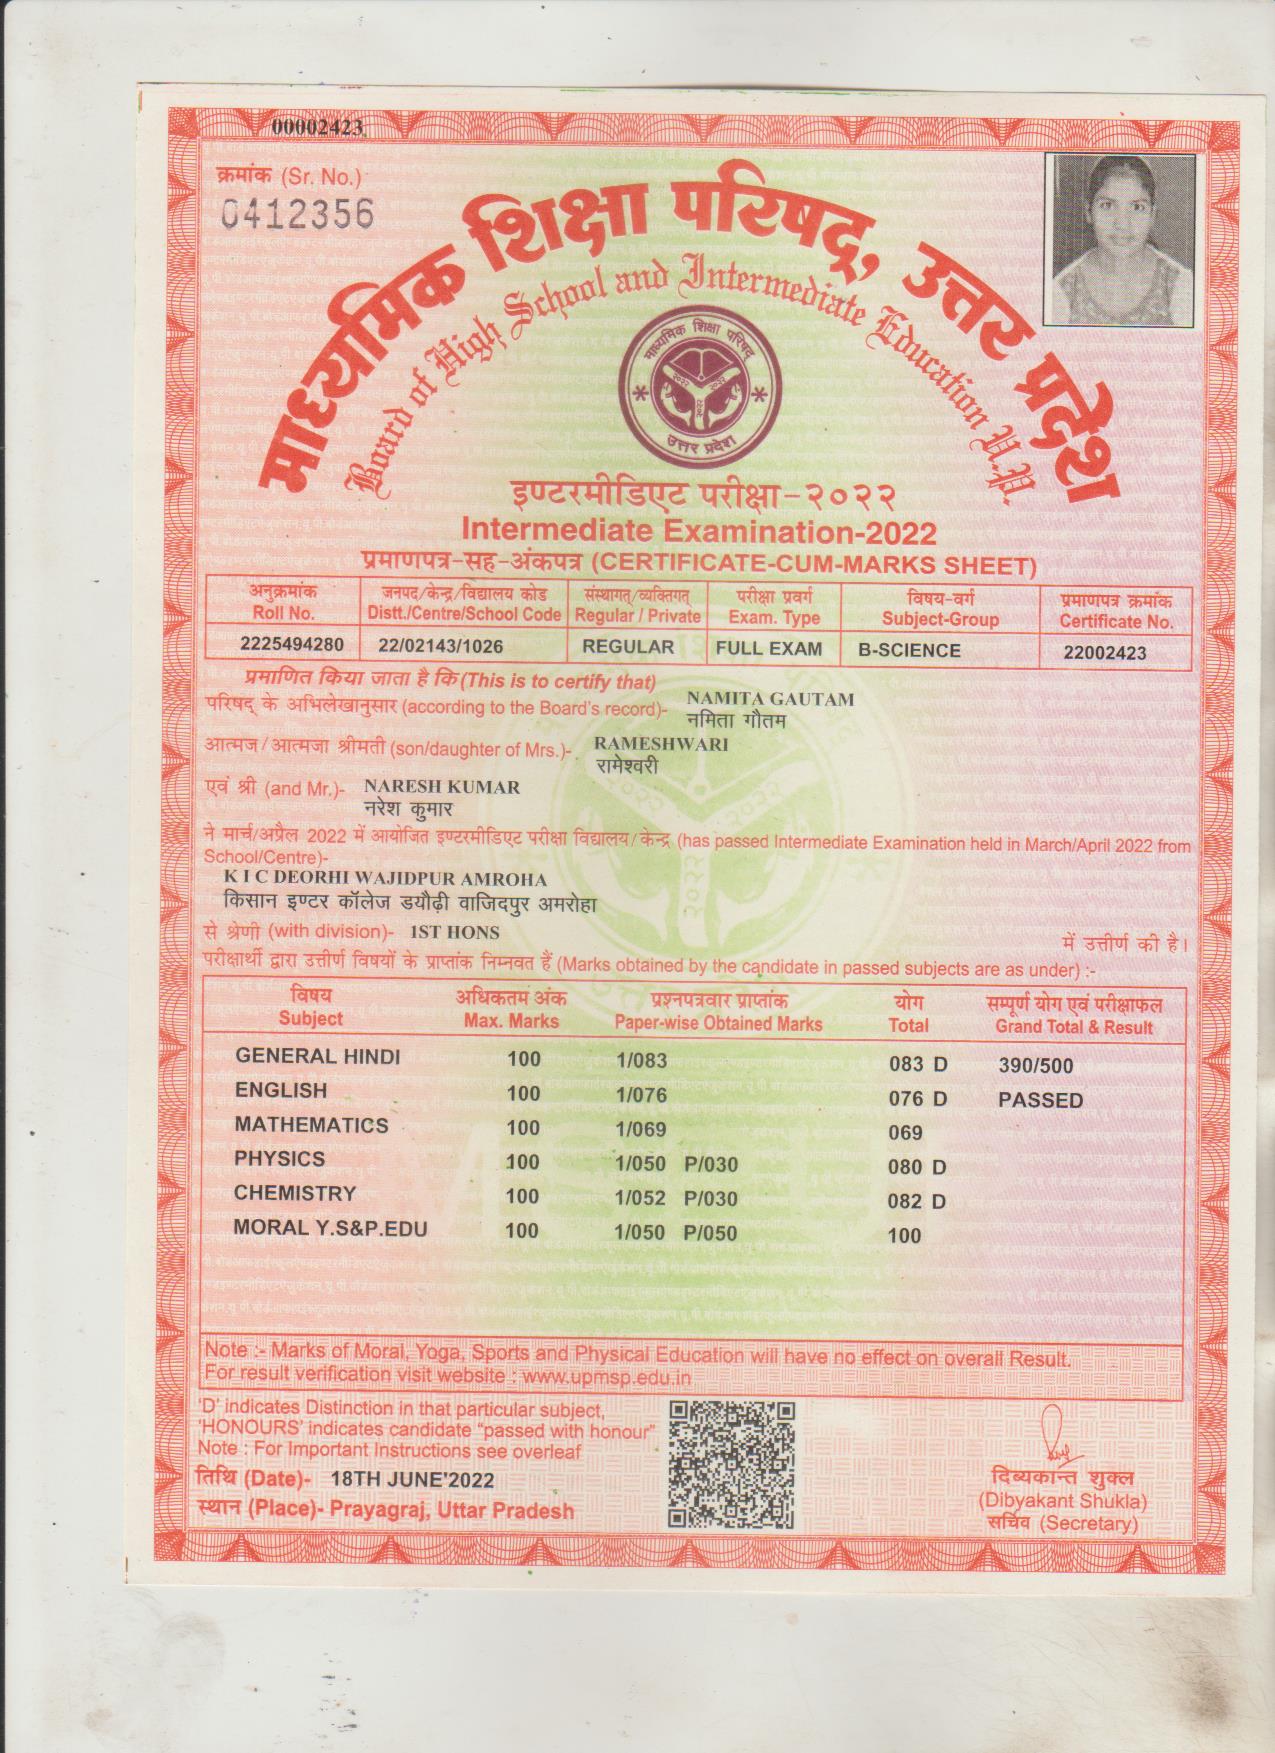 00002423
क्रमांक (Sr. No.)
0412356
माध्यमिक शिक्षा परिषद्, उत्तर प्रदेश
Board of High School and Intermediate Education U.P.
माध्यमिक शिक्षा परिषद्
२०२२ २०२२
२०२२
उत्तर प्रदेश
इण्टरमीडिएट परीक्षा-२०२२
Intermediate Examination-2022
प्रमाणपत्र-सह-अंकपत्र (CERTIFICATE-CUM-MARKS SHEET)
अनुक्रमांक जनपद/केन्द्र/विद्यालय कोड संस्थागत्/व्यक्तिगत् परीक्षा प्रवर्ग विषय-वर्ग प्रमाणपत्र क्रमांक
Roll No. Distt./Centre/School Code Regular / Private Exam. Type Subject-Group Certificate No.
2225494280 22/02143/1026 REGULAR FULL EXAM B-SCIENCE 22002423
प्रमाणित किया जाता है कि (This is to certify that)
परिषद् के अभिलेखानुसार (according to the Board's record)- NAMITA GAUTAM
नमिता गौतम
आत्मज/आत्मजा श्रीमती (son/daughter of Mrs.)- RAMESHWARI
रामेश्वरी
एवं श्री (and Mr.)- NARESH KUMAR
नरेश कुमार
ने मार्च/अप्रैल 2022 में आयोजित इण्टरमीडिएट परीक्षा विद्यालय/केन्द्र (has passed Intermediate Examination held in March/April 2022 from
School/Centre)-
K I C DEORHI WAJIDPUR AMROHA
किसान इण्टर कॉलेज डयौढ़ी वाजिदपुर अमरोहा
से श्रेणी (with division)- 1ST HONS में उत्तीर्ण की है।
परीक्षार्थी द्वारा उत्तीर्ण विषयों के प्राप्तांक निम्नवत हैं (Marks obtained by the candidate in passed subjects are as under) :-
विषय अधिकतम अंक प्रश्नपत्रवार प्राप्तांक योग सम्पूर्ण योग एवं परीक्षाफल
Subject Max. Marks Paper-wise Obtained Marks Total Grand Total & Result
GENERAL HINDI 100 1/083 083 D 390/500
ENGLISH 100 1/076 076 D PASSED
MATHEMATICS 100 1/069 069
PHYSICS 100 1/050 P/030 080 D
CHEMISTRY 100 1/052 P/030 082 D
MORAL Y.S&P.EDU 100 1/050 P/050 100
Note :- Marks of Moral, Yoga, Sports and Physical Education will have no effect on overall Result.
For result verification visit website : www.upmsp.edu.in
'D' indicates Distinction in that particular subject,
'HONOURS' indicates candidate "passed with honour"
Note : For Important Instructions see overleaf
तिथि (Date)- 18TH JUNE'2022
स्थान (Place)- Prayagraj, Uttar Pradesh
दिब्यकान्त शुक्ल
(Dibyakant Shukla)
सचिव (Secretary)